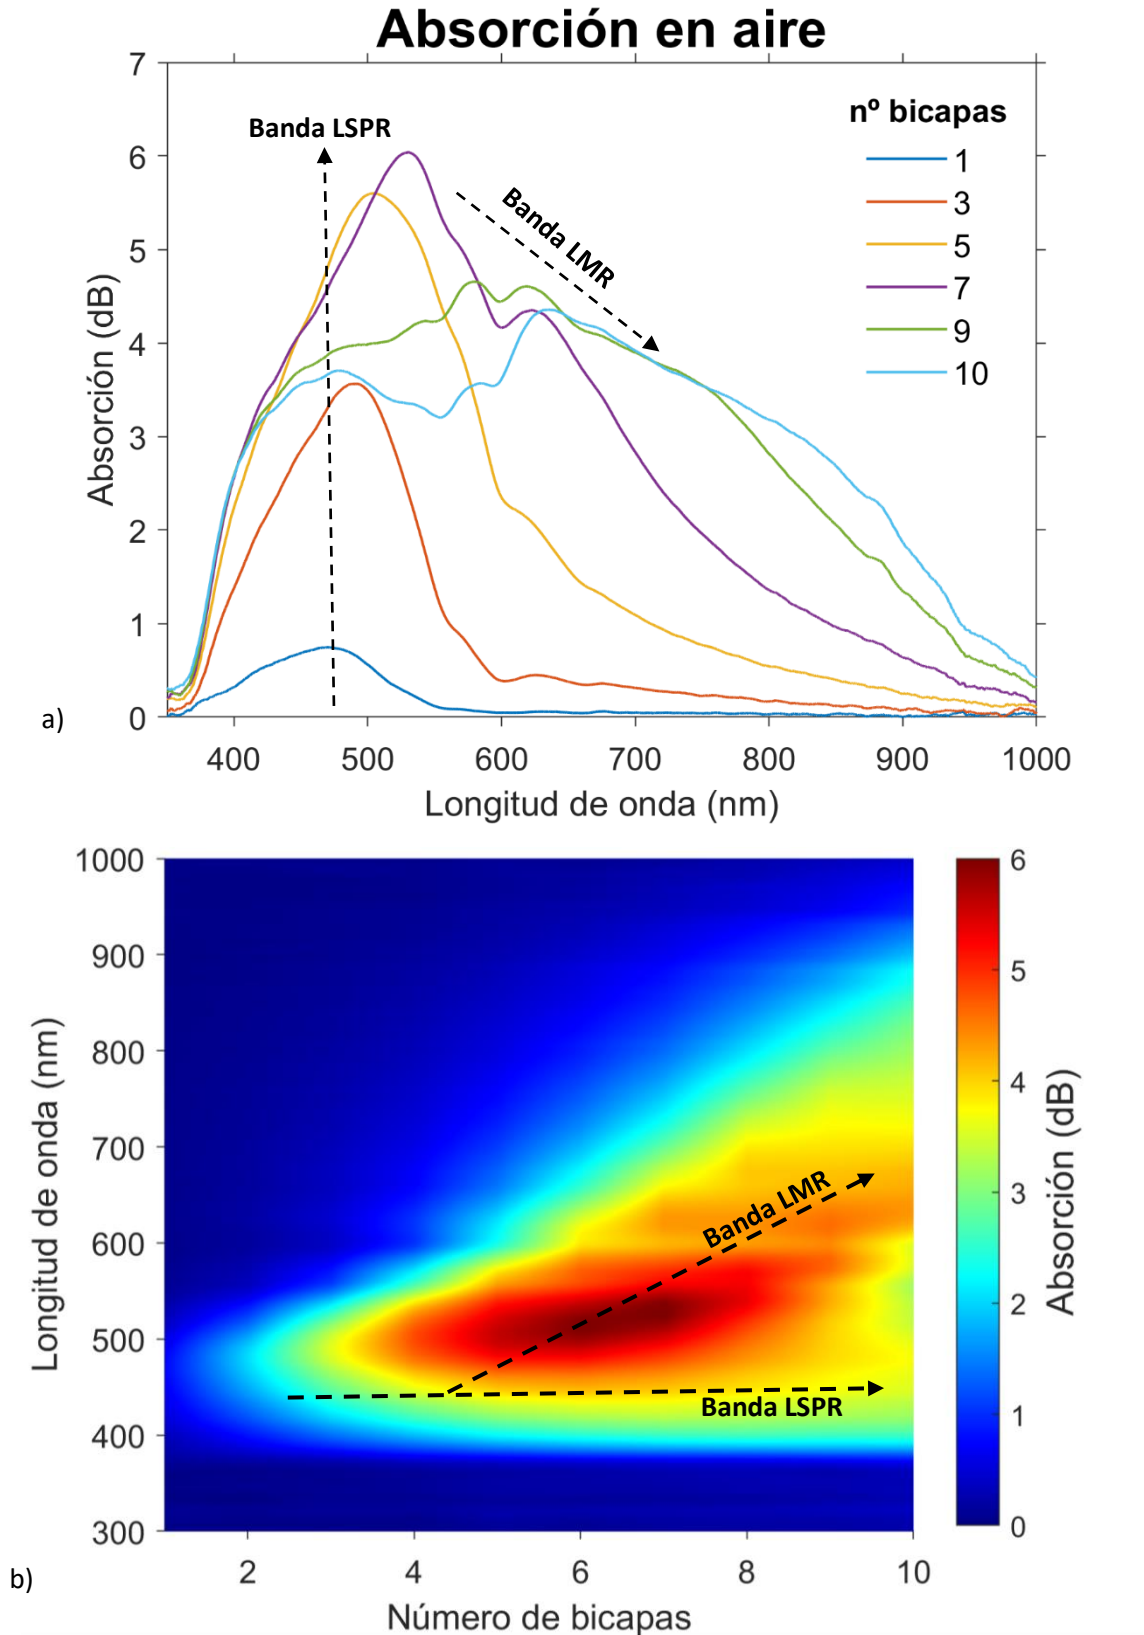 Absorción en aire
7
6
5
4
3
2
1
0
Absorción (dB)
Banda LSPR
Banda LMR
nº bicapas
1
3
5
7
9
10
a)
400 500 600 700 800 900 1000
Longitud de onda (nm)
1000
900
800
700
600
500
400
300
Longitud de onda (nm)
Banda LMR
Banda LSPR
6
5
4
3
2
1
0
Absorción (dB)
b)
2 4 6 8 10
Número de bicapas